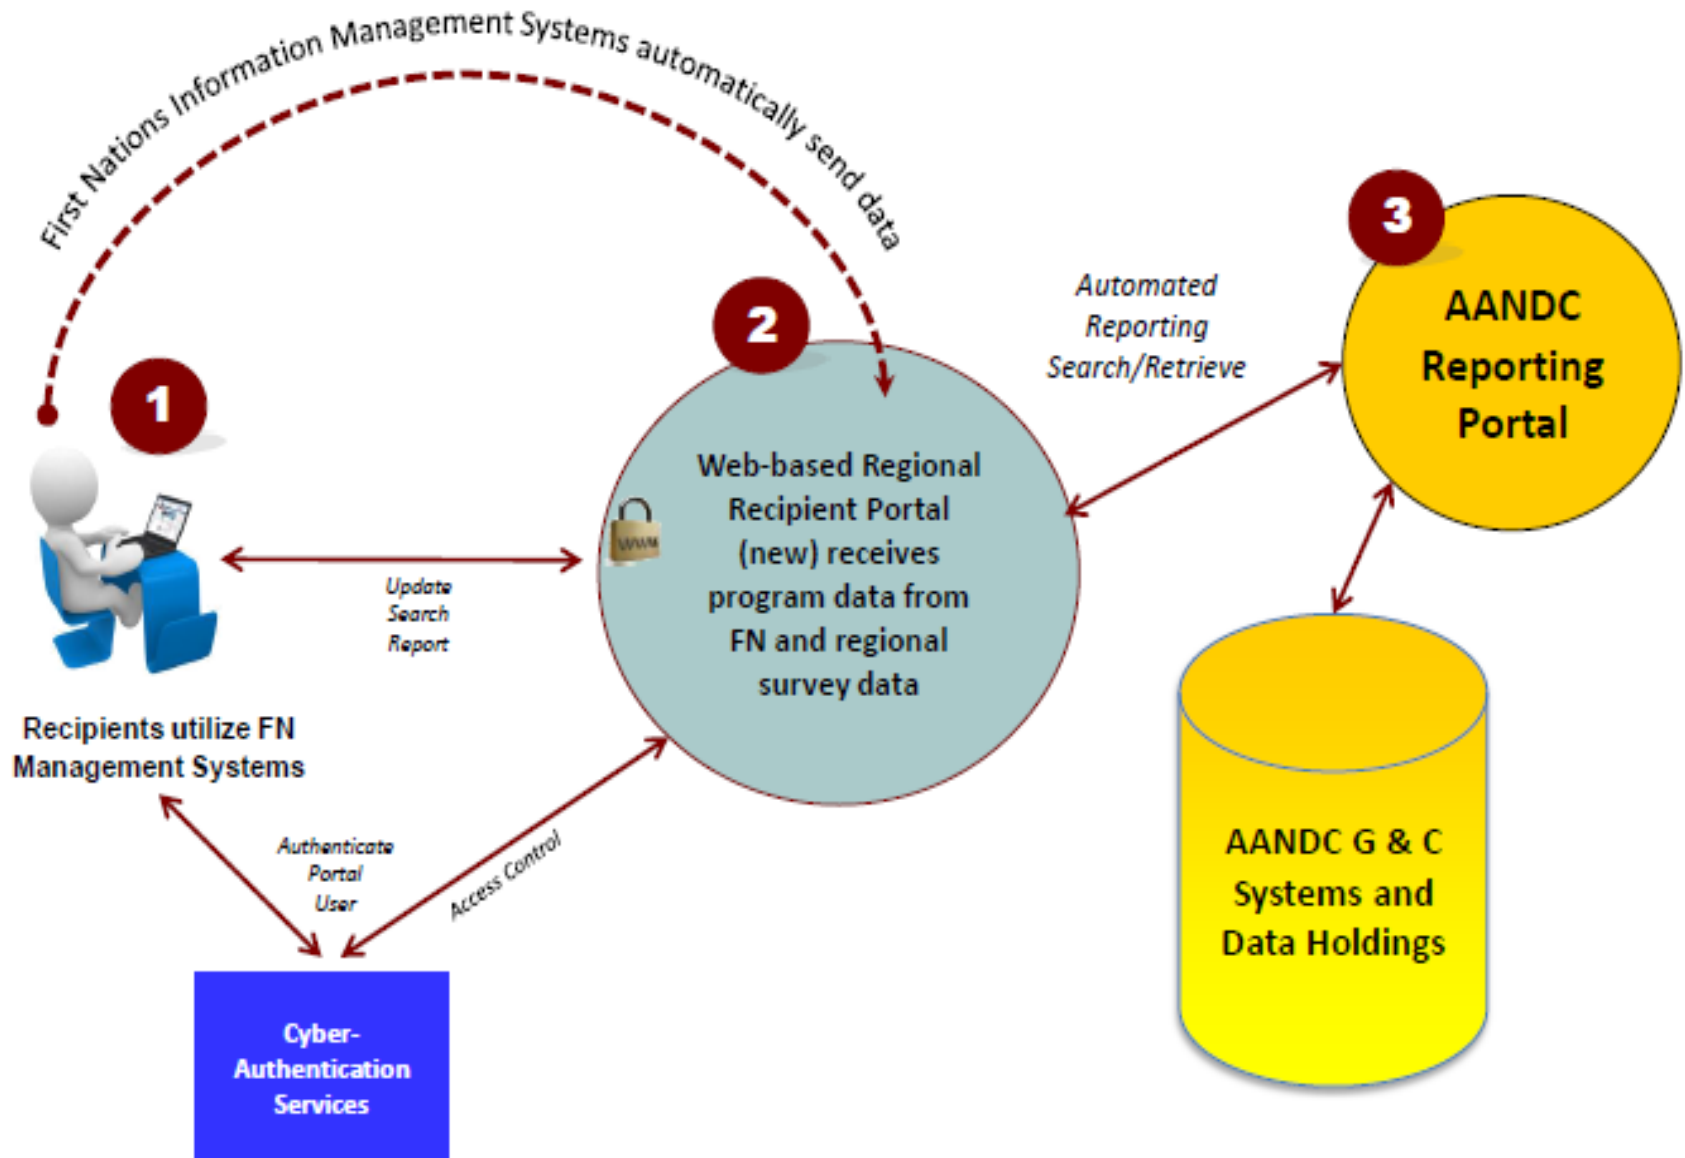 First Nations Information Management Systems automatically send data
1
2
3
Automated
Reporting
Search/Retrieve
AANDC
Reporting
Portal
Web-based Regional
Recipient Portal
(new) receives
program data from
FN and regional
survey data
WWW
Update
Search
Report
Recipients utilize FN
Management Systems
Authenticate
Portal
User
Access Control
Cyber-
Authentication
Services
AANDC G & C
Systems and
Data Holdings